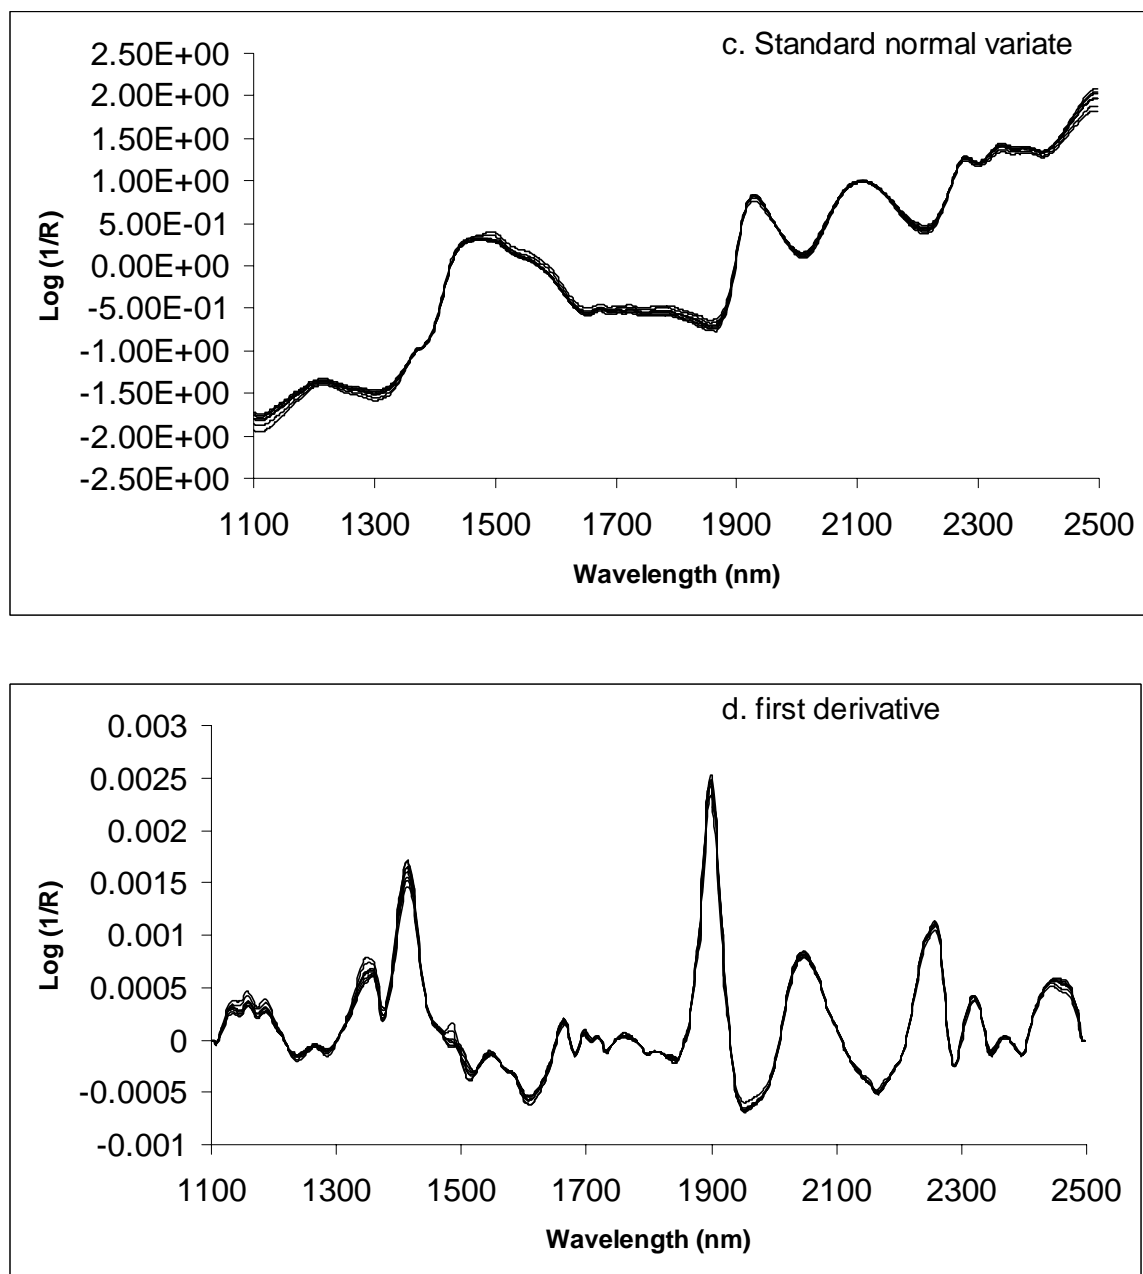 c. Standard normal variate
2.50E+00
2.00E+00
1.50E+00
1.00E+00
5.00E-01
0.00E+00
-5.00E-01
-1.00E+00
-1.50E+00
-2.00E+00
-2.50E+00
Log (1/R)
1100 1300 1500 1700 1900 2100 2300 2500
Wavelength (nm)
d. first derivative
0.003
0.0025
0.002
0.0015
0.001
0.0005
0
-0.0005
-0.001
Log (1/R)
1100 1300 1500 1700 1900 2100 2300 2500
Wavelength (nm)